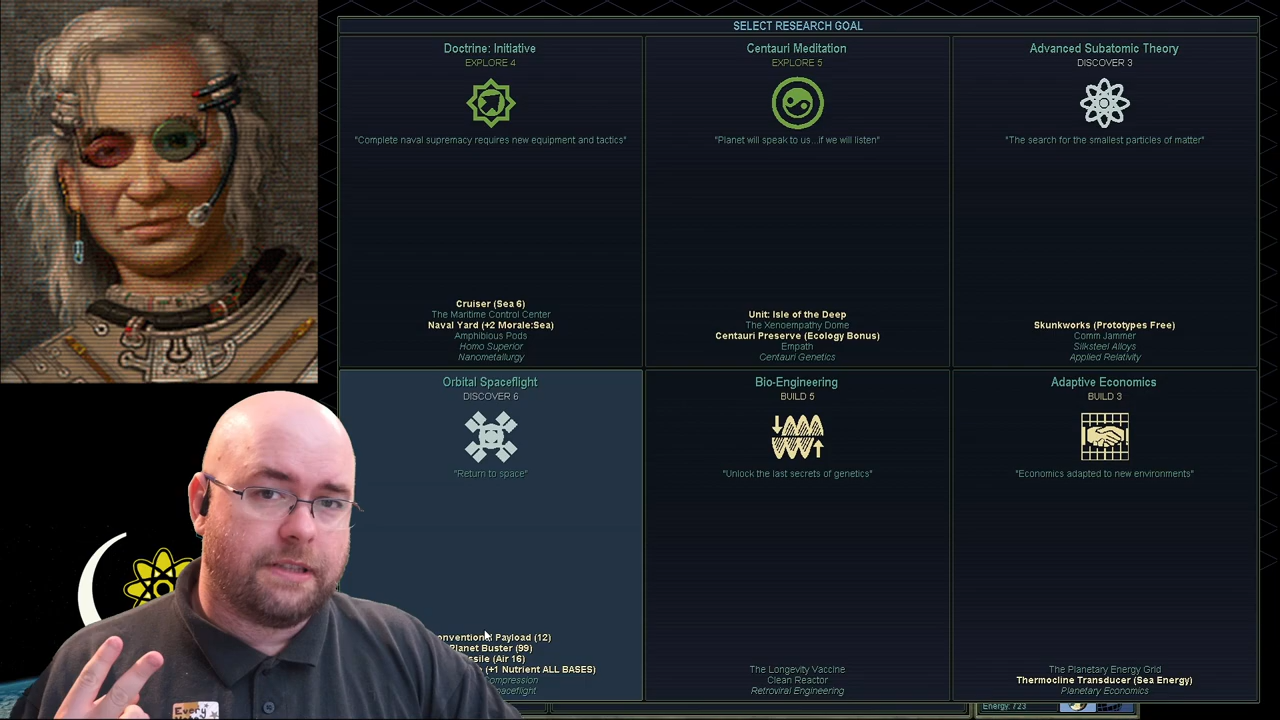 SELECT RESEARCH GOAL
Doctrine: Initiative
EXPLORE 4
"Complete naval supremacy requires new equipment and tactics"
Cruiser (Sea 6)
The Maritime Control Center
Naval Yard (+2 Morale:Sea)
Amphibious Pods
Homo Superior
Nanometallurgy
Centauri Meditation
EXPLORE 5
"Planet will speak to us...if we will listen"
Unit: Isle of the Deep
The Xenoempathy Dome
Centauri Preserve (Ecology Bonus)
Empath
Centauri Genetics
Advanced Subatomic Theory
DISCOVER 3
"The search for the smallest particles of matter"
Skunkworks (Prototypes Free)
Comm Jammer
Silksteel Alloys
Applied Relativity
Orbital Spaceflight
DISCOVER 6
"Return to space"
onventional Payload (12)
Planet Buster (99)
ssile (Air 16)
(+1 Nutrient ALL BASES)
ompression
paceflight
Bio-Engineering
BUILD 5
"Unlock the last secrets of genetics"
The Longevity Vaccine
Clean Reactor
Retroviral Engineering
Adaptive Economics
BUILD 3
"Economics adapted to new environments"
The Planetary Energy Grid
Thermocline Transducer (Sea Energy)
Planetary Economics
Energy: 723
Every